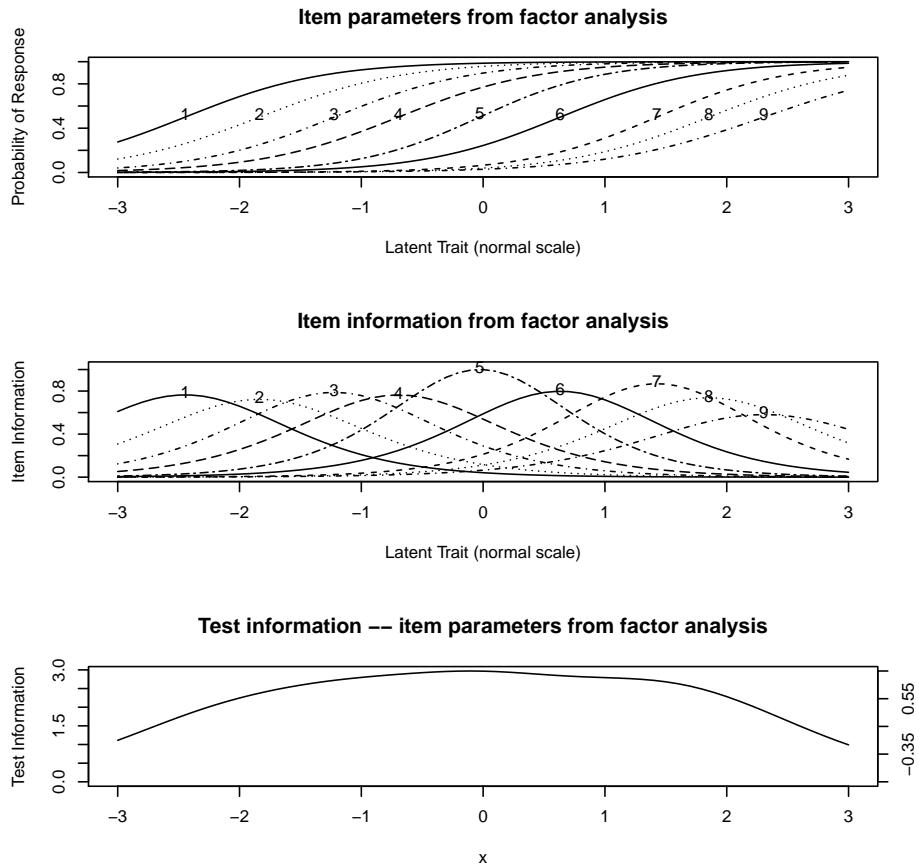 Item parameters from factor analysis
Probability of Response
0.0 0.4 0.8
1 2 3 4 5 6 7 8 9
−3 −2 −1 0 1 2 3
Latent Trait (normal scale)
Item information from factor analysis
Item Information
0.0 0.4 0.8
1 2 3 4 5 6 7 8 9
−3 −2 −1 0 1 2 3
Latent Trait (normal scale)
Test information −− item parameters from factor analysis
Test Information
0.0 1.5 3.0
−0.35 0.55
−3 −2 −1 0 1 2 3
x